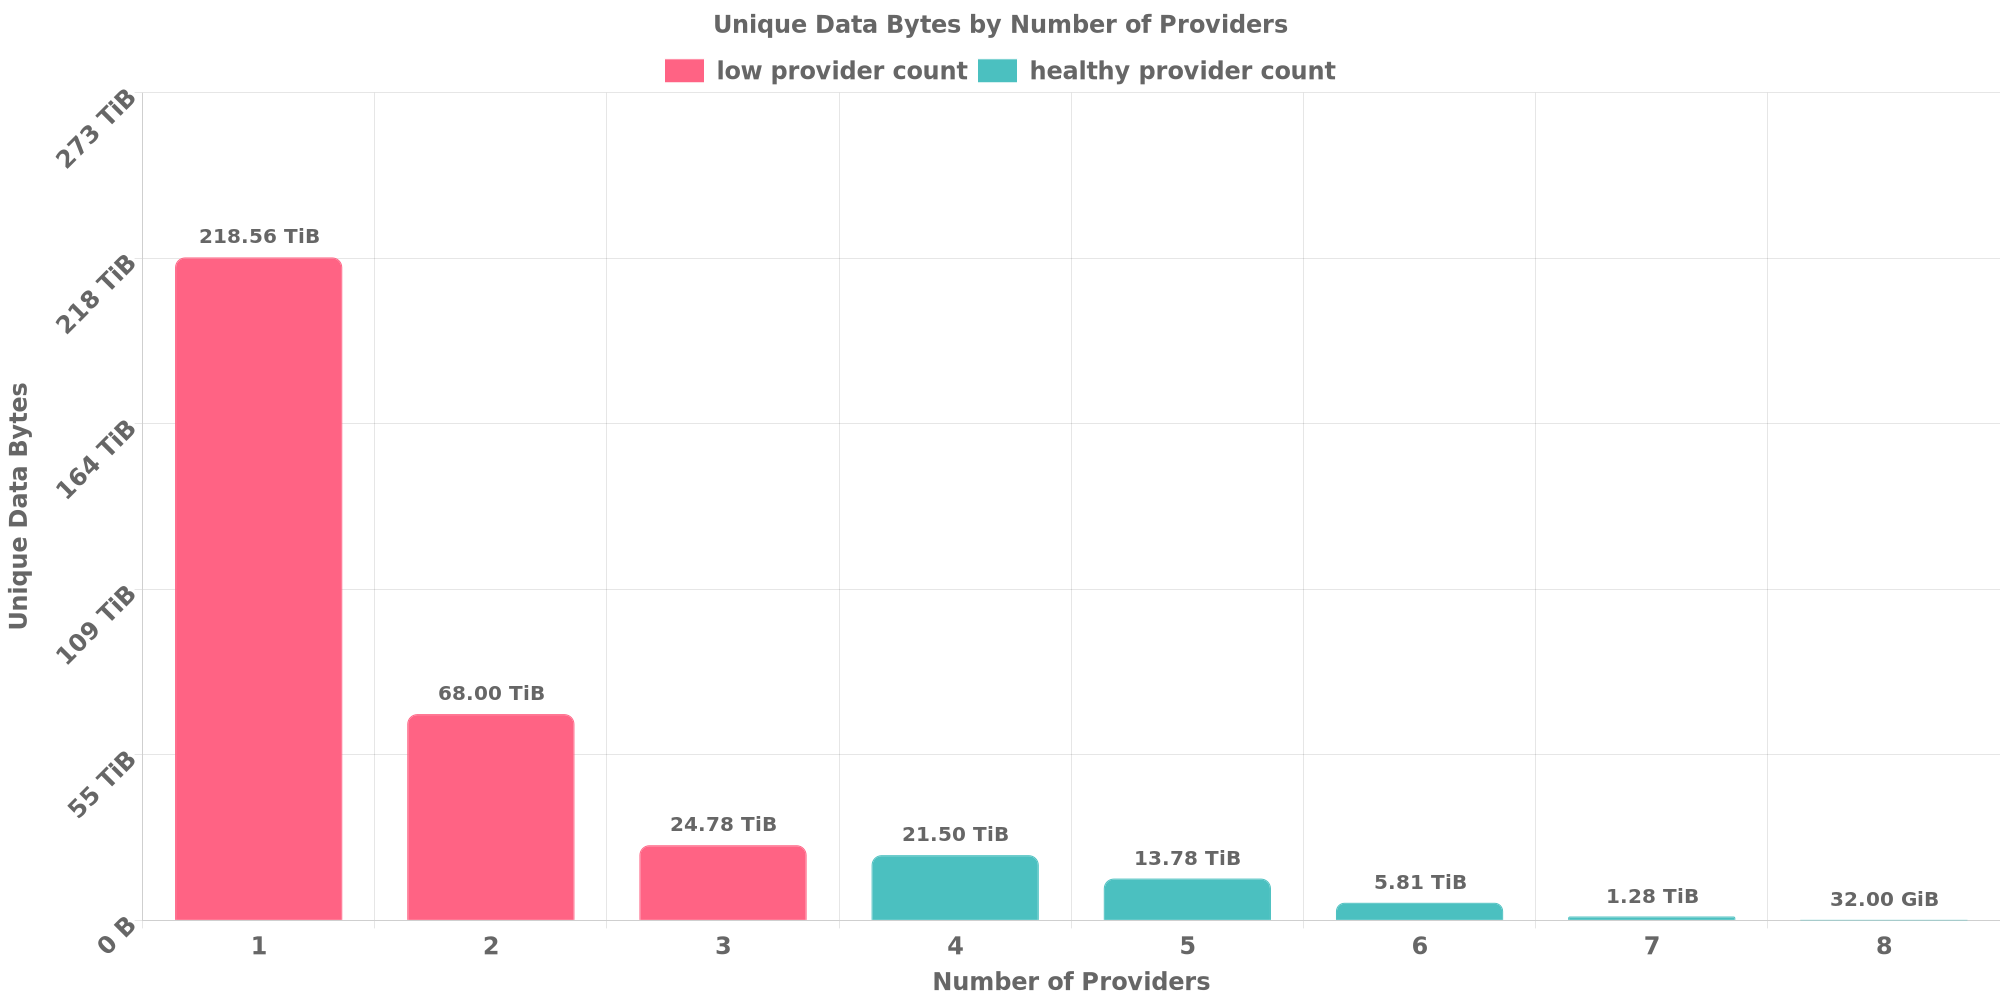 Unique Data Bytes by Number of Providers
low provider count healthy provider count
273 TiB
218 TiB
164 TiB
109 TiB
55 TiB
0 B
Unique Data Bytes
218.56 TiB
68.00 TiB
24.78 TiB
21.50 TiB
13.78 TiB
5.81 TiB
1.28 TiB
32.00 GiB
1 2 3 4 5 6 7 8
Number of Providers